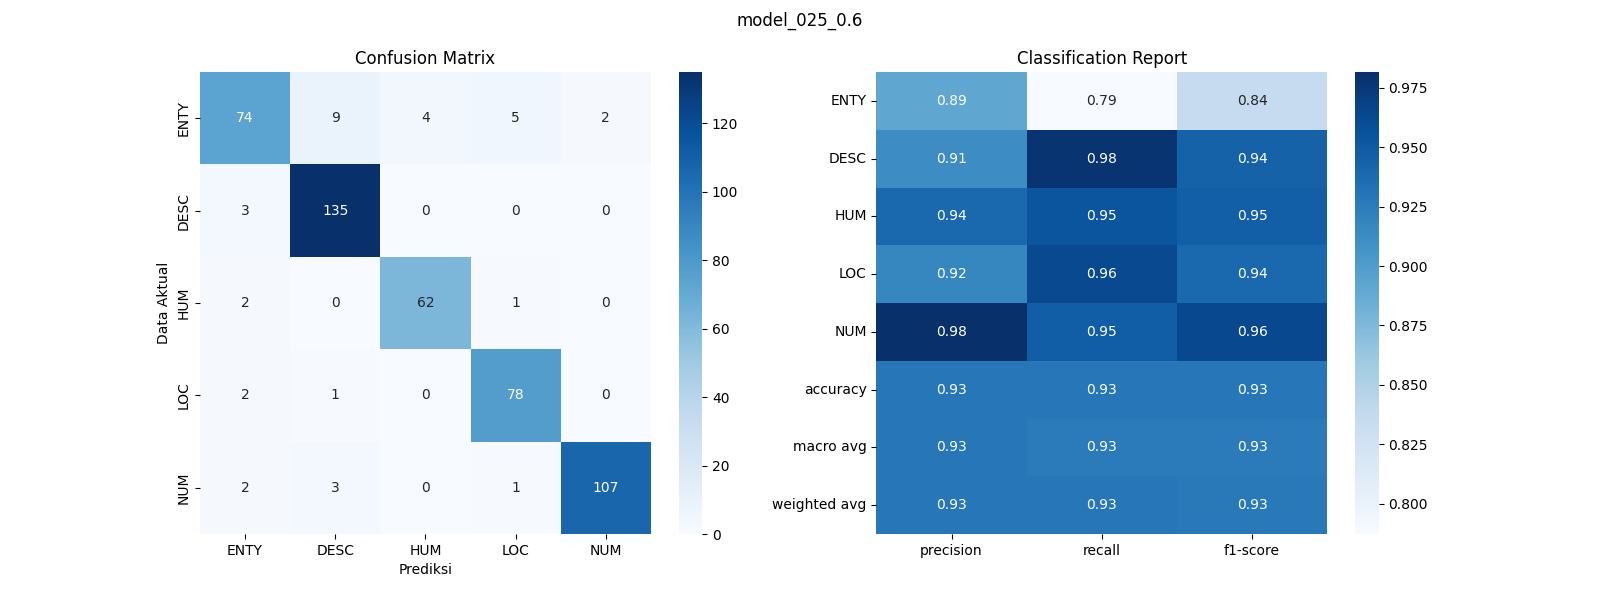 model_025_0.6
Confusion Matrix
ENTY 74 9 4 5 2
DESC 3 135 0 0 0
HUM 2 0 62 1 0
LOC 2 1 0 78 0
NUM 2 3 0 1 107
Data Aktual
ENTY DESC HUM LOC NUM
Prediksi
120
100
80
60
40
20
0
Classification Report
ENTY 0.89 0.79 0.84
DESC 0.91 0.98 0.94
HUM 0.94 0.95 0.95
LOC 0.92 0.96 0.94
NUM 0.98 0.95 0.96
accuracy 0.93 0.93 0.93
macro avg 0.93 0.93 0.93
weighted avg 0.93 0.93 0.93
precision recall f1-score
0.975
0.950
0.925
0.900
0.875
0.850
0.825
0.800